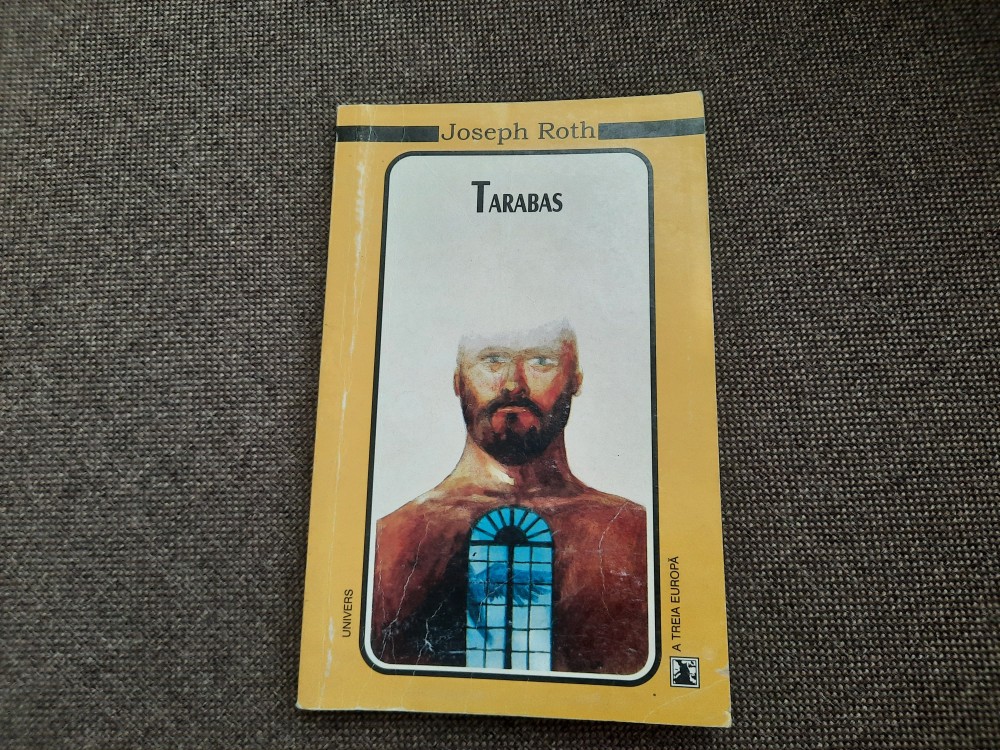 Joseph Roth
TARABAS
UNIVERS
A TREIA EUROPĂ